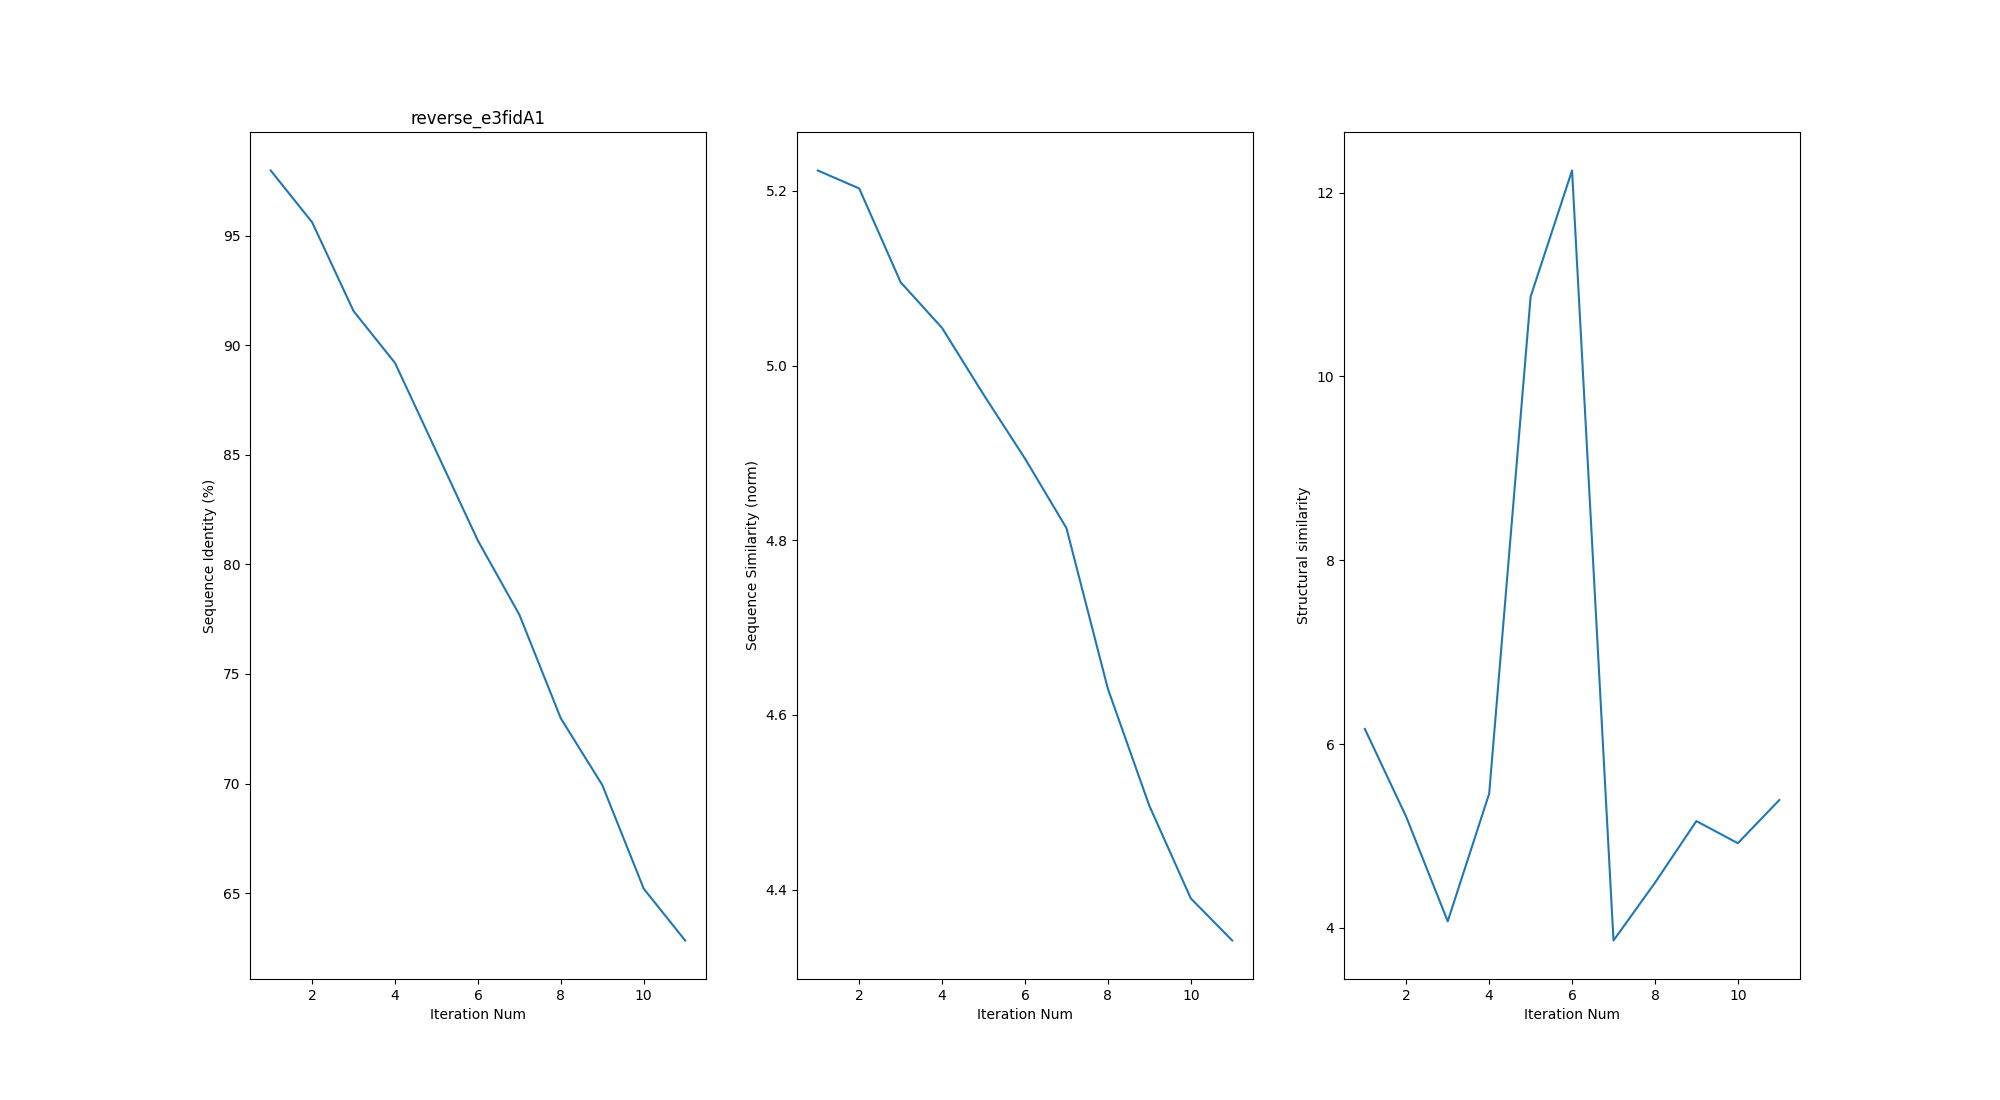 reverse_e3fidA1
Sequence Identity (%)
95
90
85
80
75
70
65
2 4 6 8 10
Iteration Num
Sequence Similarity (norm)
5.2
5.0
4.8
4.6
4.4
2 4 6 8 10
Iteration Num
Structural similarity
12
10
8
6
4
2 4 6 8 10
Iteration Num